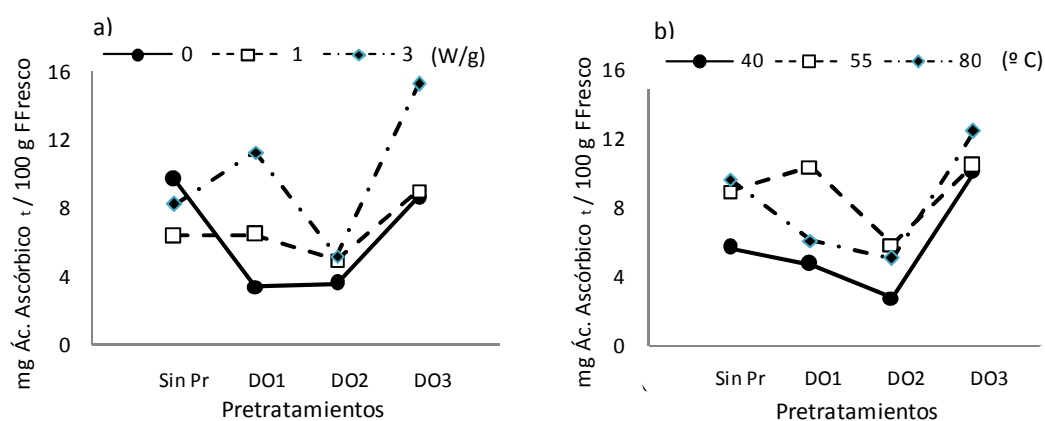 a)
0 1 3 (W/g)
mg Ác. Ascórbico t / 100 g FFresco
16
12
8
4
0
Sin Pr DO1 DO2 DO3
Pretratamientos
b)
40 55 80 (º C)
mg Ác. Ascórbico t / 100 g FFresco
16
12
8
4
0
Sin Pr DO1 DO2 DO3
Pretratamientos